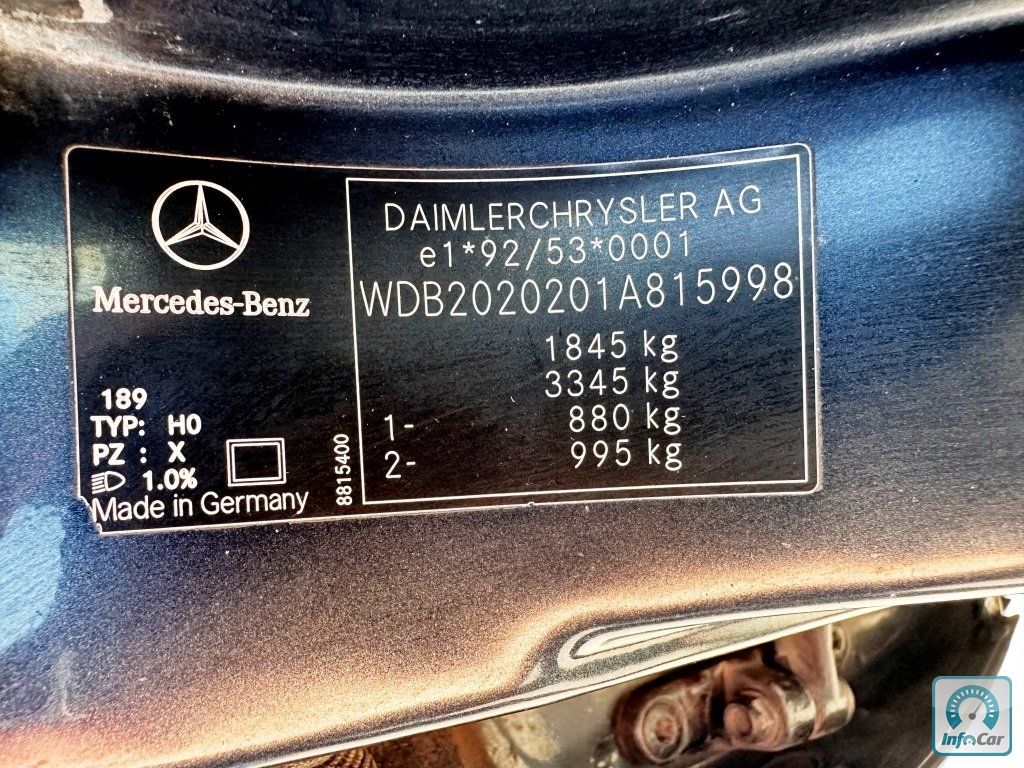 Mercedes-Benz
189
TYP: H0
PZ : X
1.0%
Made in Germany
8815400
DAIMLERCHRYSLER AG
e1*92/53*0001
WDB2020201A815998
1845 kg
3345 kg
1- 880 kg
2- 995 kg
InfoCar